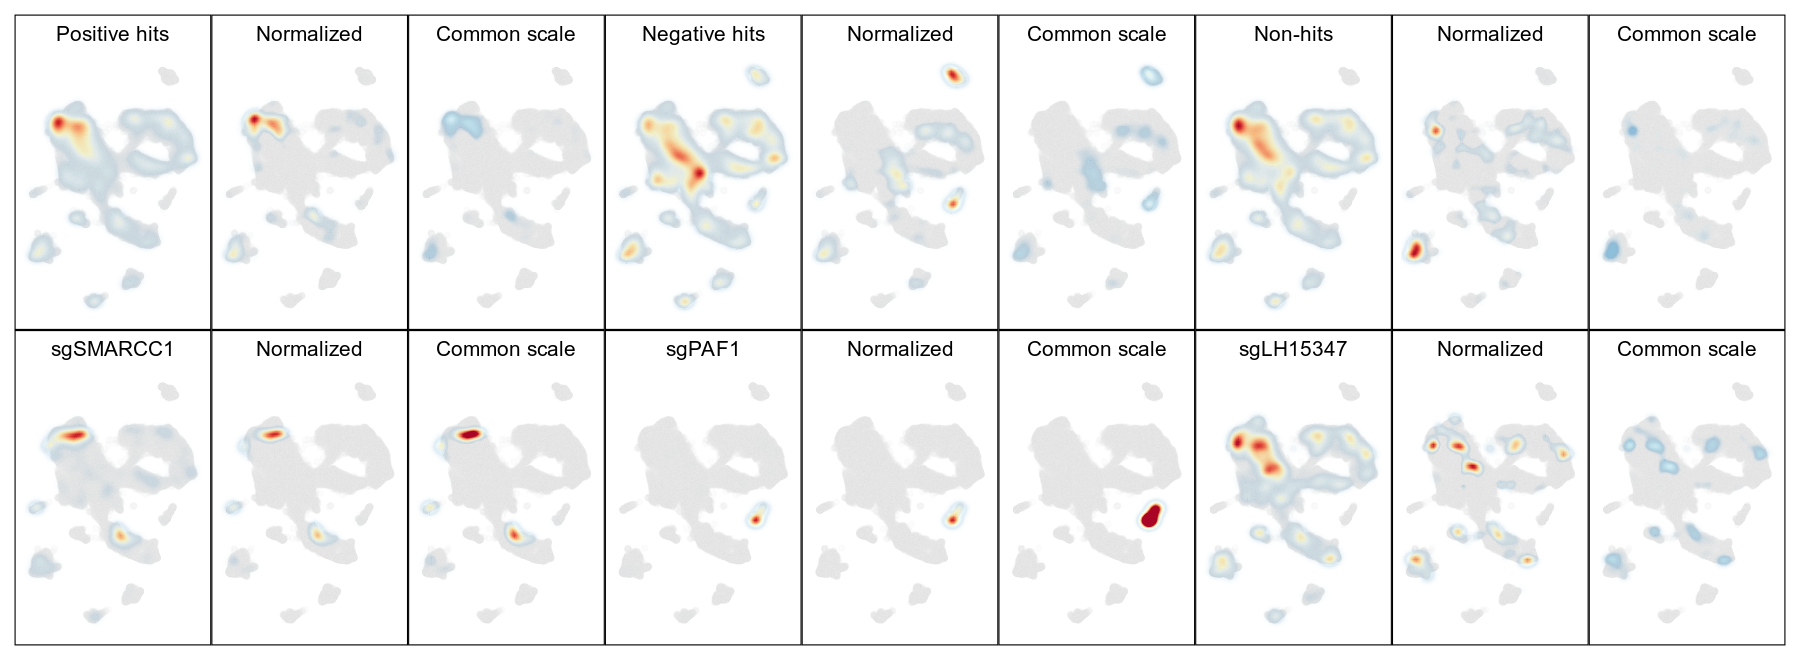 Positive hits
Normalized
Common scale
Negative hits
Normalized
Common scale
Non-hits
Normalized
Common scale
sgSMARCC1
Normalized
Common scale
sgPAF1
Normalized
Common scale
sgLH15347
Normalized
Common scale